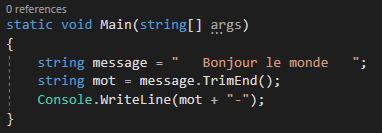 0 references
static void Main(string[] args)
{
    string message = "   Bonjour le monde   ";
    string mot = message.TrimEnd();
    Console.WriteLine(mot + "-");
}